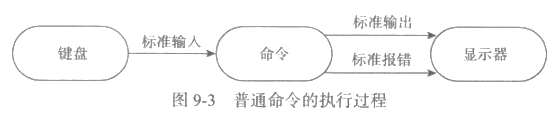 标准输出
键盘
标准输入
命令
显示器
标准报错
图 9-3 普通命令的执行过程